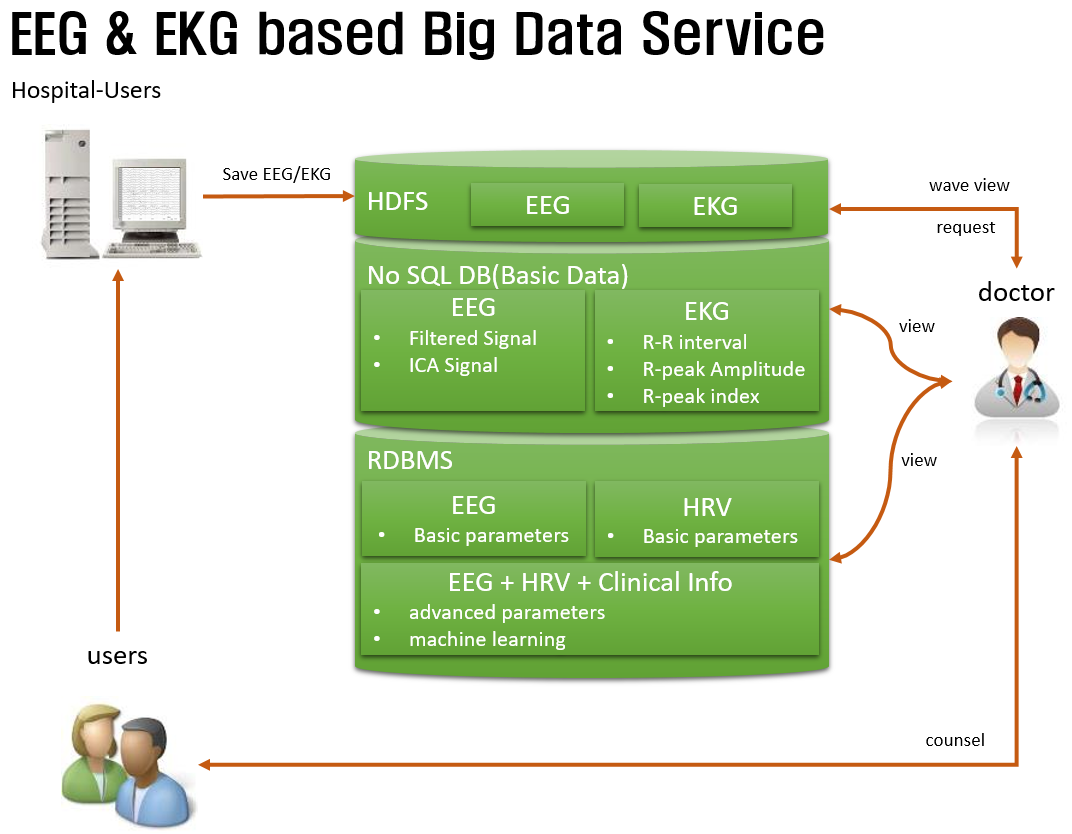 EEG & EKG based Big Data Service
Hospital-Users
Save EEG/EKG
HDFS
EEG
EKG
wave view
request
doctor
No SQL DB(Basic Data)
EEG
• Filtered Signal
• ICA Signal
EKG
• R-R interval
• R-peak Amplitude
• R-peak index
view
view
RDBMS
EEG
• Basic parameters
HRV
• Basic parameters
EEG + HRV + Clinical Info
• advanced parameters
• machine learning
users
counsel